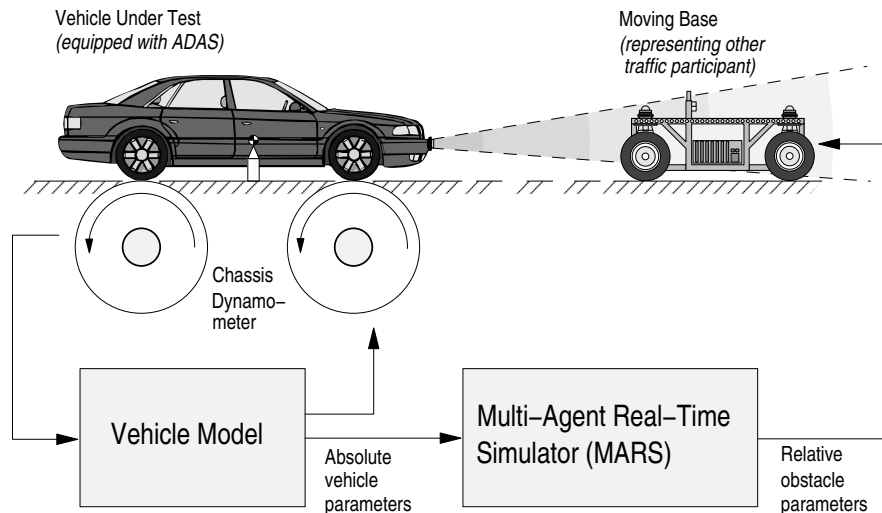 Vehicle Under Test
(equipped with ADAS)
Moving Base
(representing other
traffic participant)
Chassis
Dynamo−
meter
Vehicle Model
Absolute
vehicle
parameters
Multi−Agent Real−Time
Simulator (MARS)
Relative
obstacle
parameters